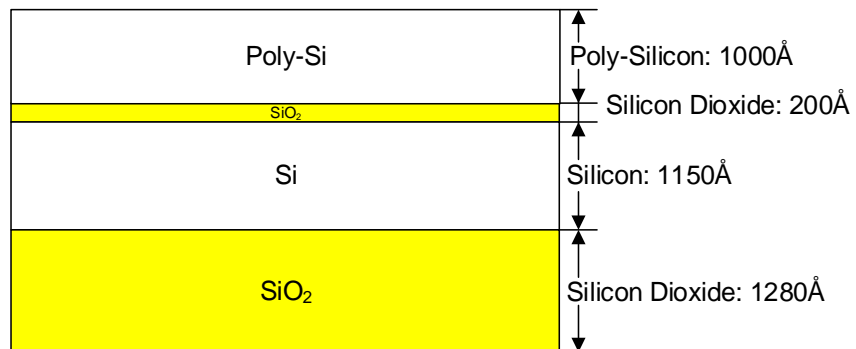 Poly-Si
Poly-Silicon: 1000Å
SiO₂
Silicon Dioxide: 200Å
Si
Silicon: 1150Å
SiO₂
Silicon Dioxide: 1280Å